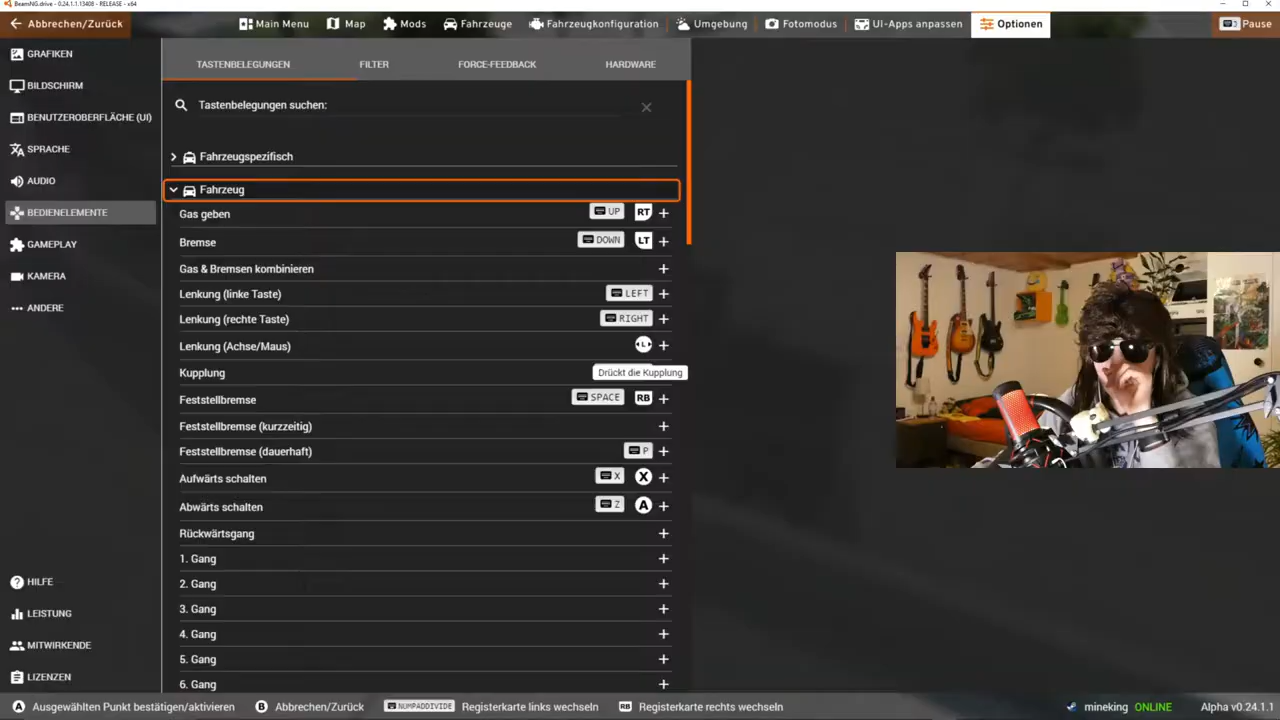 BeamNG.drive - 0.24.1.1.13408 - RELEASE - x64
Abbrechen/Zurück
Main Menu
Map
Mods
Fahrzeuge
Fahrzeugkonfiguration
Umgebung
Fotomodus
UI-Apps anpassen
Optionen
Pause
GRAFIKEN
BILDSCHIRM
BENUTZEROBERFLÄCHE (UI)
SPRACHE
AUDIO
BEDIENELEMENTE
GAMEPLAY
KAMERA
ANDERE
HILFE
LEISTUNG
MITWIRKENDE
LIZENZEN
TASTENBELEGUNGEN
FILTER
FORCE-FEEDBACK
HARDWARE
Tastenbelegungen suchen:
Fahrzeugspezifisch
Fahrzeug
Gas geben UP RT +
Bremse DOWN LT +
Gas & Bremsen kombinieren +
Lenkung (linke Taste) LEFT +
Lenkung (rechte Taste) RIGHT +
Lenkung (Achse/Maus) L +
Kupplung
Drückt die Kupplung
Feststellbremse SPACE RB +
Feststellbremse (kurzzeitig) +
Feststellbremse (dauerhaft) P +
Aufwärts schalten X X +
Abwärts schalten Z A +
Rückwärtsgang +
1. Gang +
2. Gang +
3. Gang +
4. Gang +
5. Gang +
6. Gang +
A Ausgewählten Punkt bestätigen/aktivieren
B Abbrechen/Zurück
NUMPADDIVIDE Registerkarte links wechseln
RB Registerkarte rechts wechseln
mineking ONLINE
Alpha v0.24.1.1